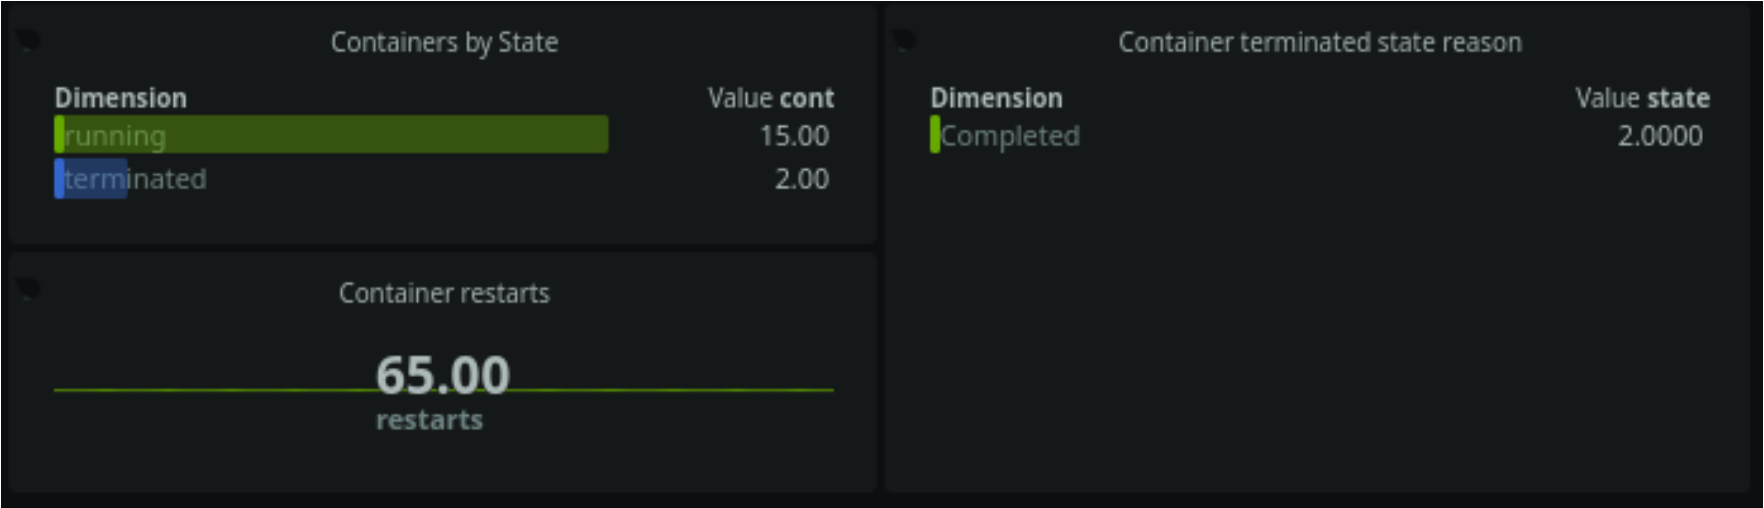 Containers by State
Dimension Value cont
running 15.00
terminated 2.00
Container terminated state reason
Dimension Value state
Completed 2.0000
Container restarts
65.00
restarts